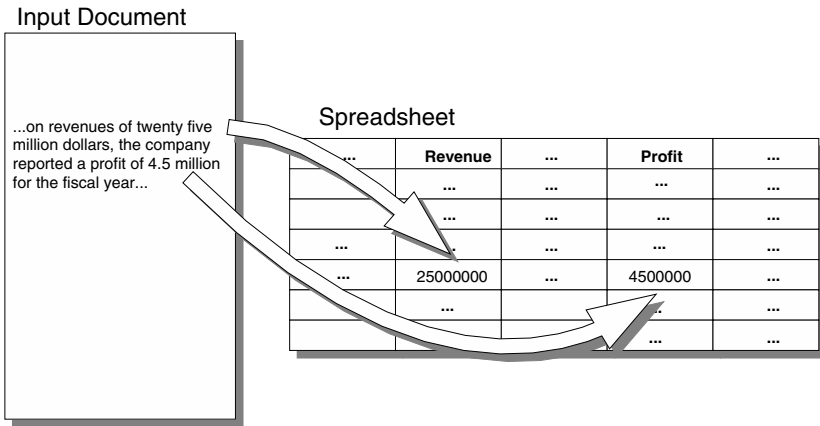 Input Document
...on revenues of twenty five
million dollars, the company
reported a profit of 4.5 million
for the fiscal year...
Spreadsheet
... Revenue ... Profit ...
... ... ... ...
... ... ... ...
... ... ... ... ...
... 25000000 ... 4500000 ...
... ... ...
... ...